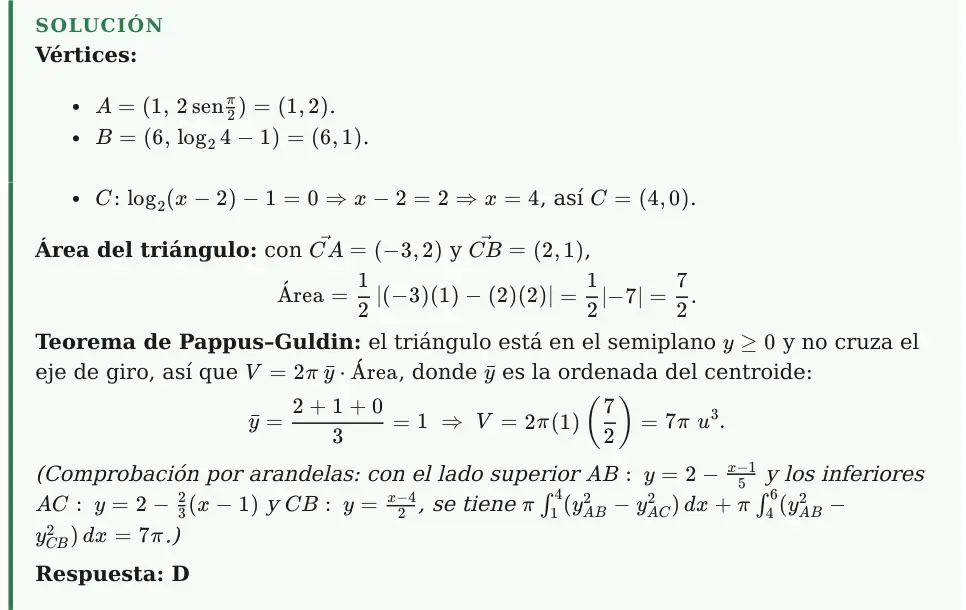 SOLUCIÓN
Vértices:
• A = (1, 2 sen π/2) = (1, 2).
• B = (6, log₂ 4 − 1) = (6, 1).
• C: log₂(x − 2) − 1 = 0 ⇒ x − 2 = 2 ⇒ x = 4, así C = (4, 0).
Área del triángulo: con C⃗A = (−3, 2) y C⃗B = (2, 1),
Área = 1/2 |(−3)(1) − (2)(2)| = 1/2 |−7| = 7/2.
Teorema de Pappus–Guldin: el triángulo está en el semiplano y ≥ 0 y no cruza el
eje de giro, así que V = 2π ȳ · Área, donde ȳ es la ordenada del centroide:
ȳ = (2 + 1 + 0)/3 = 1 ⇒ V = 2π(1)(7/2) = 7π u³.
(Comprobación por arandelas: con el lado superior AB : y = 2 − (x−1)/5 y los inferiores
AC : y = 2 − 2/3(x − 1) y CB : y = (x−4)/2, se tiene π ∫₁⁴(y²_AB − y²_AC) dx + π ∫₄⁶(y²_AB −
y²_CB) dx = 7π.)
Respuesta: D